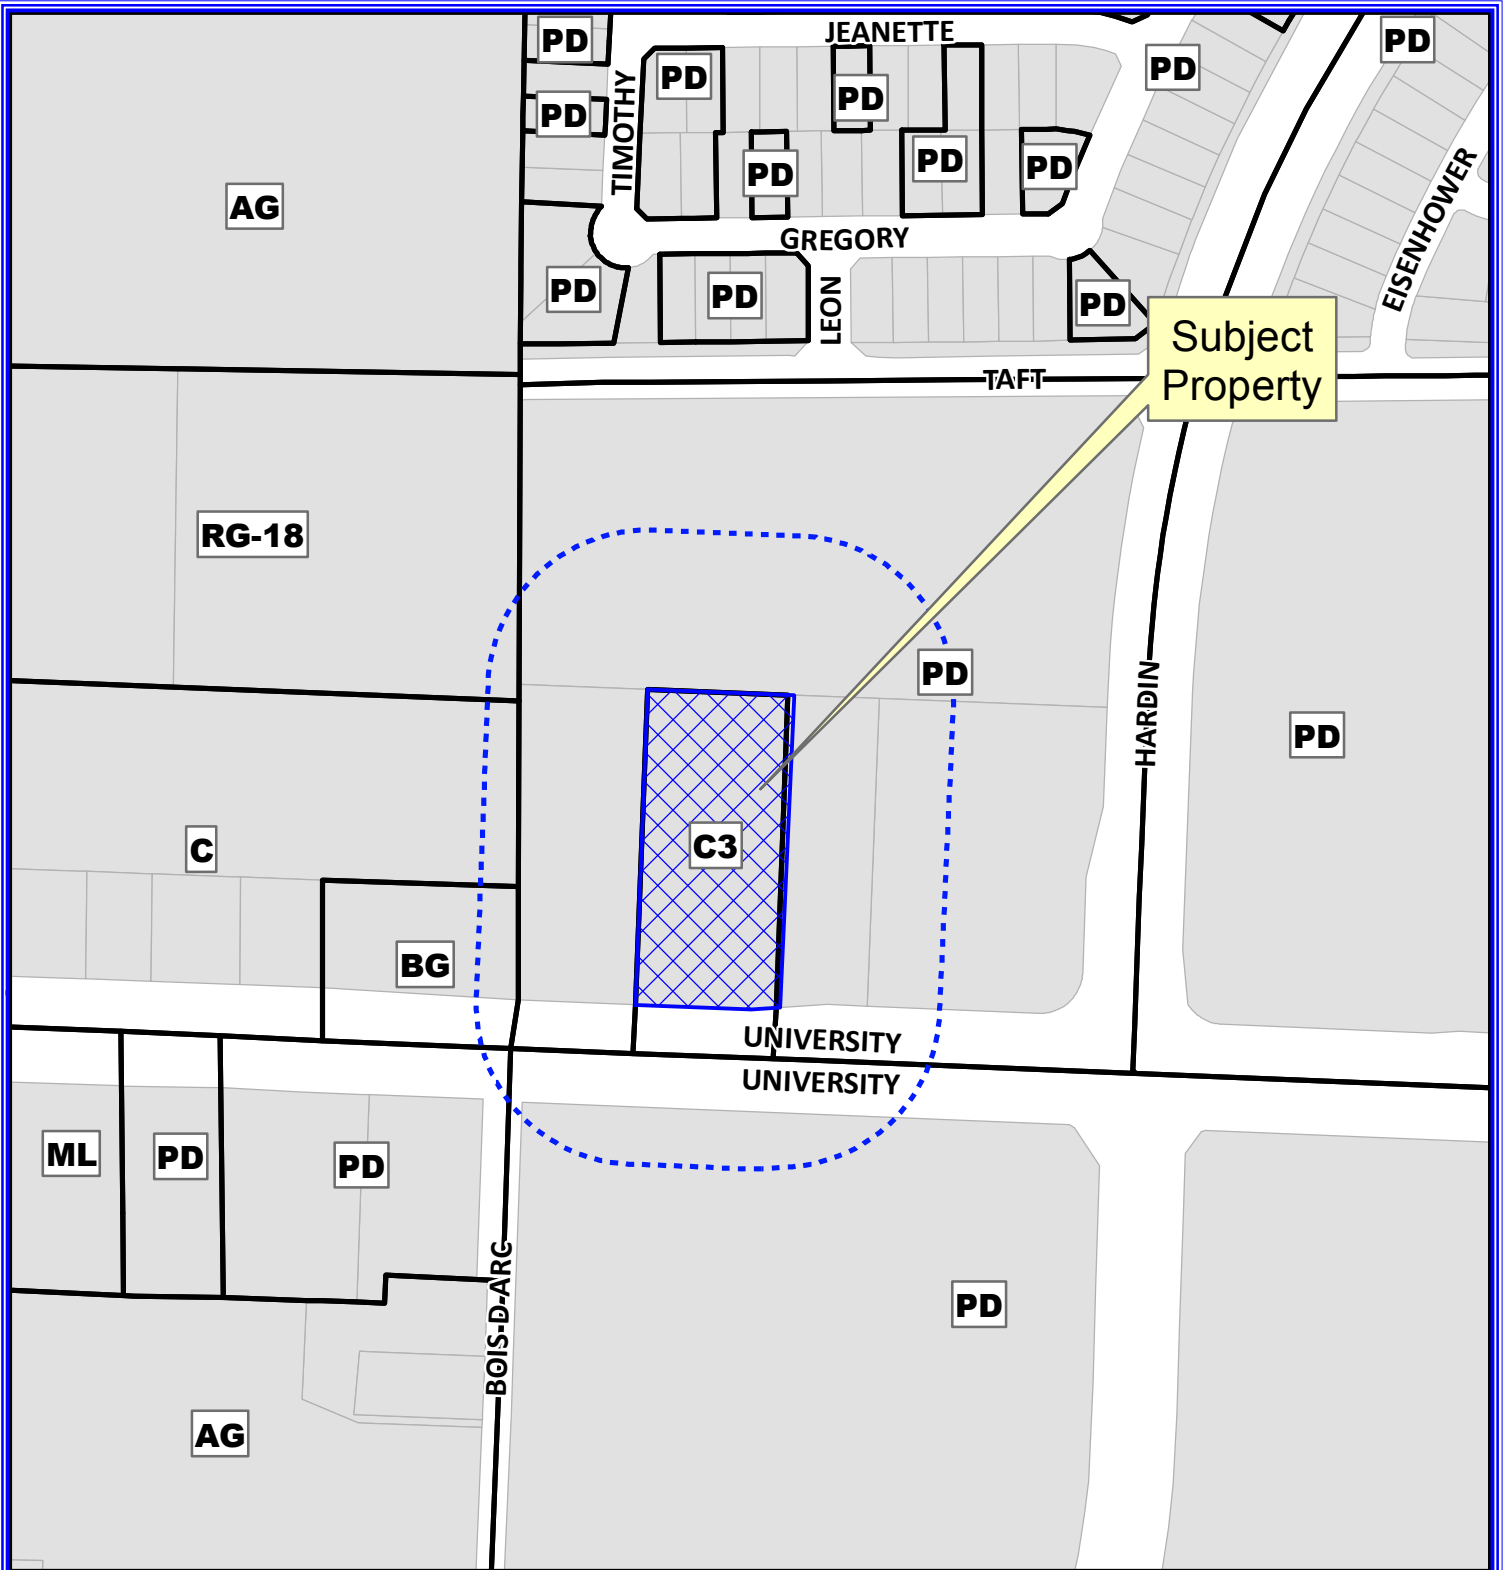 PD
JEANETTE
PD
PD
PD
PD
PD
TIMOTHY
PD
PD
PD
PD
EISENHOWER
AG
GREGORY
PD
PD
LEON
PD
Subject
Property
TAFT
RG-18
PD
HARDIN
PD
C
C3
BG
UNIVERSITY
UNIVERSITY
ML
PD
PD
BOIS-D-ARC
PD
AG